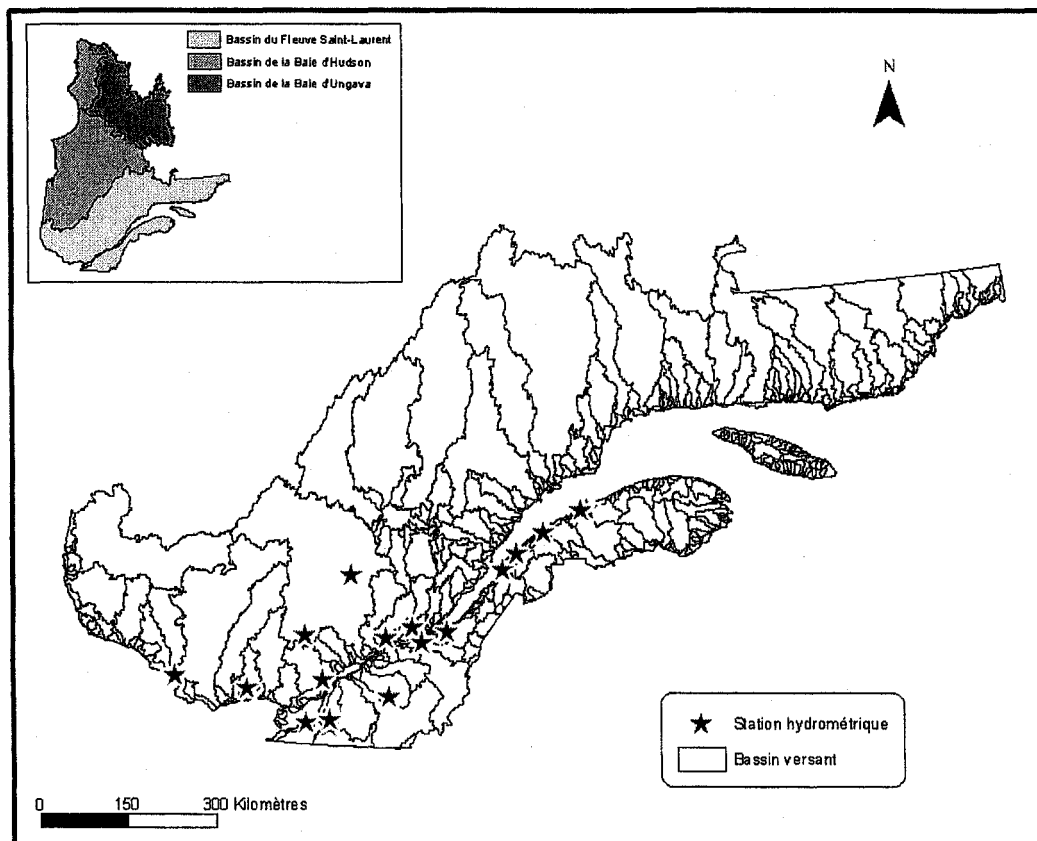 Bassin du Fleuve Saint-Laurent
Bassin de la Baie d'Hudson
Bassin de la Baie d'Ungava
N
Station hydrométrique
Bassin versant
0 150 300 Kilomètres